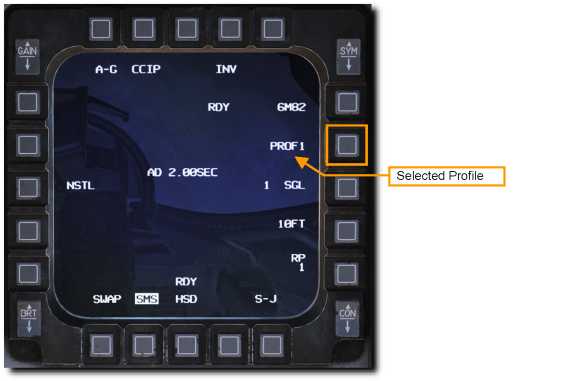 GAIN
SYM
A-G CCIP INV
RDY 6M82
PROF1
Selected Profile
AD 2.00SEC
NSTL 1 SGL
10FT
RP
1
RDY
SWAP SMS HSD S-J
BRT
CON